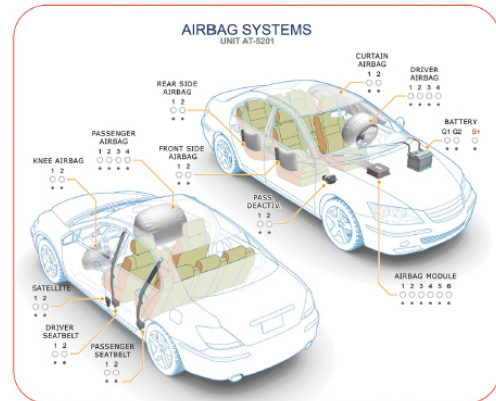 AIRBAG SYSTEMS
UNIT AT-5201
CURTAIN
AIRBAG
1 2
DRIVER
AIRBAG
1 2 3 4
REAR SIDE
AIRBAG
1 2
BATTERY
G1 G2 B+
PASSENGER
AIRBAG
1 2 3 4
FRONT SIDE
AIRBAG
1 2
KNEE AIRBAG
1 2
PASS
DEACTIV.
1 2
AIRBAG MODULE
1 2 3 4 5 6
SATELLITE
1 2
DRIVER
SEATBELT
1 2
PASSENGER
SEATBELT
1 2